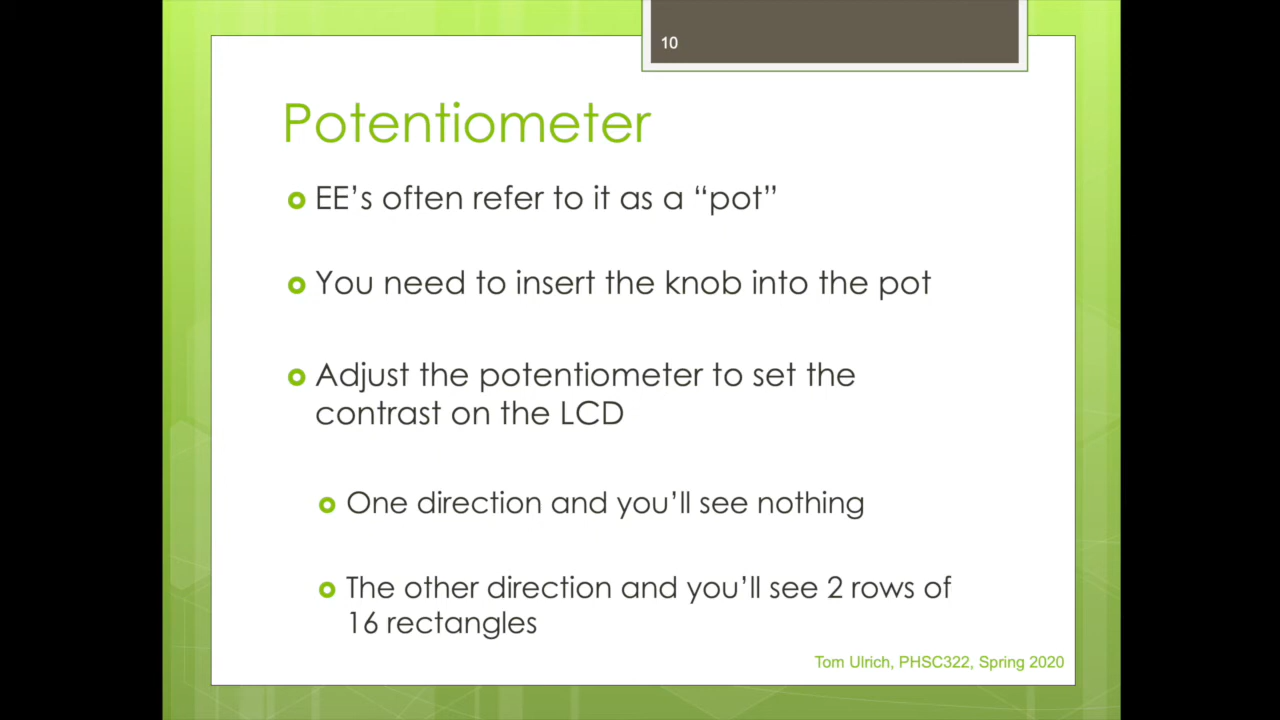 10
Potentiometer
EE’s often refer to it as a “pot”
You need to insert the knob into the pot
Adjust the potentiometer to set the
contrast on the LCD
One direction and you’ll see nothing
The other direction and you’ll see 2 rows of
16 rectangles
Tom Ulrich, PHSC322, Spring 2020